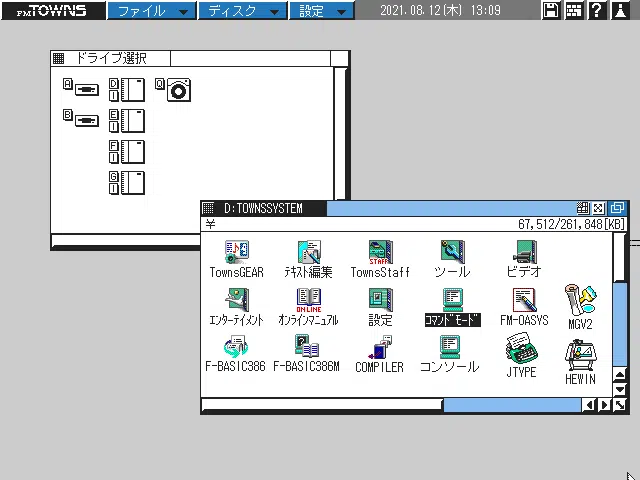 FM TOWNS ファイル ディスク 設定 2021.08.12(木) 13:09
ドライブ選択
A D Q
B E
F
G
D:TOWNSSYSTEM
¥ 67,512/261,848[KB]
TownsGEAR テキスト編集 TownsStaff ツール ビデオ
エンターテイメント オンラインマニュアル 設定 コマンドモード FM-OASYS MGV2
F-BASIC386 F-BASIC386M COMPILER コンソール JTYPE HEWIN